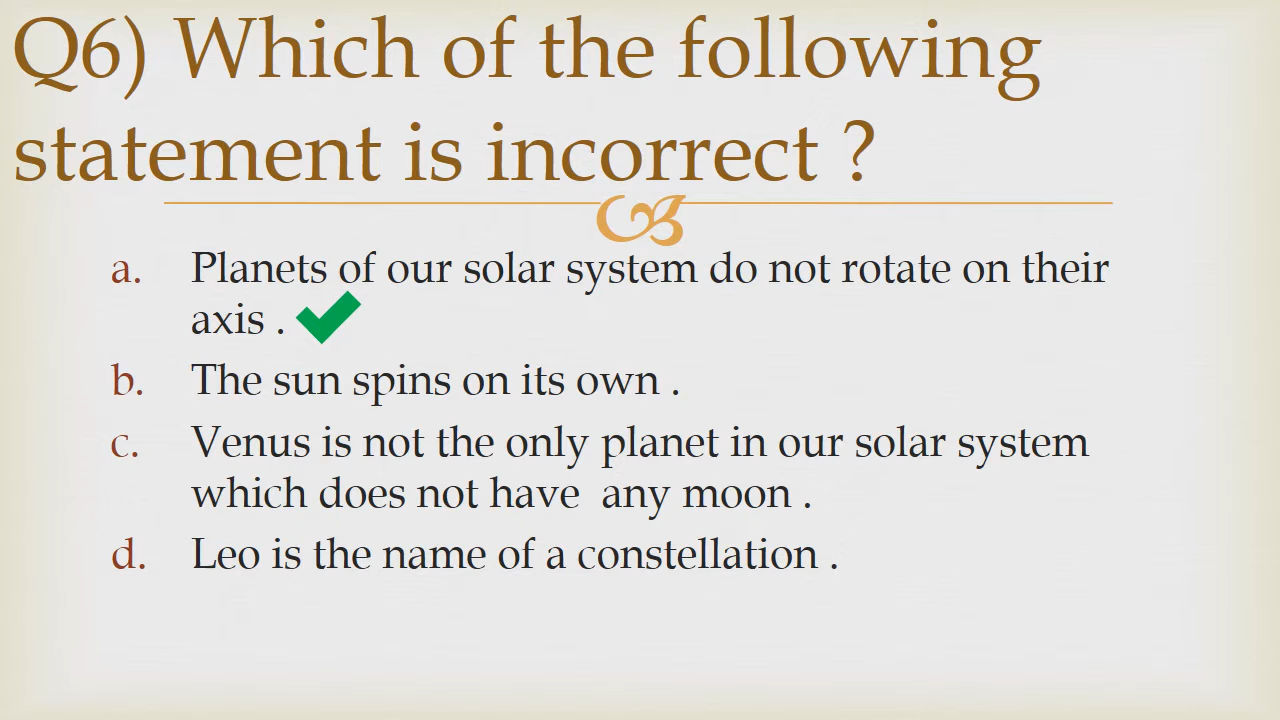 Q6) Which of the following
statement is incorrect ?
a. Planets of our solar system do not rotate on their
axis .
b. The sun spins on its own .
c. Venus is not the only planet in our solar system
which does not have any moon .
d. Leo is the name of a constellation .